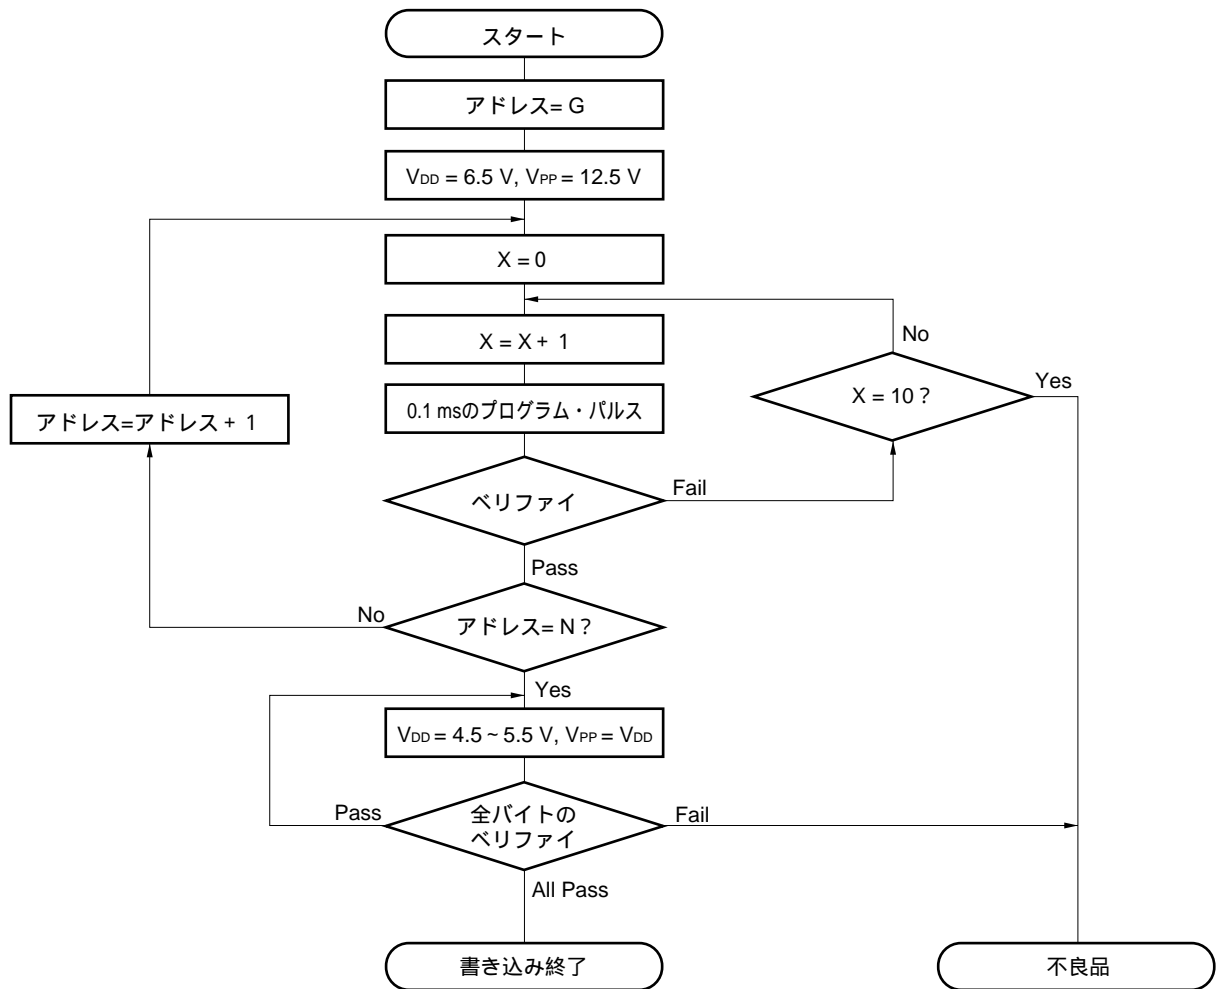 スタート
アドレス= G
VDD = 6.5 V, VPP = 12.5 V
X = 0
X = X + 1
No
X = 10 ?
Yes
アドレス=アドレス + 1
0.1 msのプログラム・パルス
ベリファイ
Fail
Pass
No
アドレス= N ?
Yes
VDD = 4.5 ~ 5.5 V, VPP = VDD
Pass
全バイトの
ベリファイ
Fail
All Pass
書き込み終了
不良品